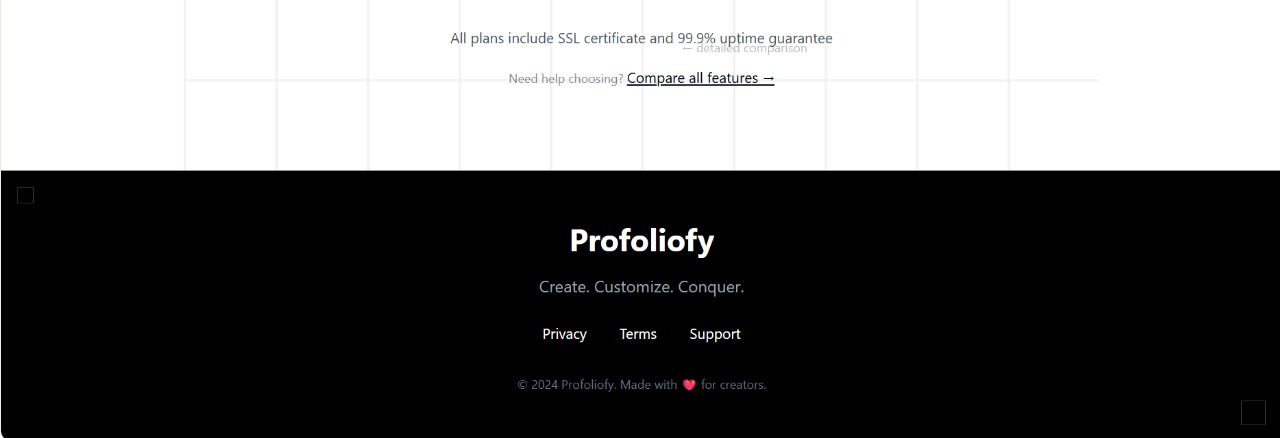 All plans include SSL certificate and 99.9% uptime guarantee
← detailed comparison
Need help choosing? Compare all features →
Profoliofy
Create. Customize. Conquer.
Privacy Terms Support
© 2024 Profoliofy. Made with ❤️ for creators.